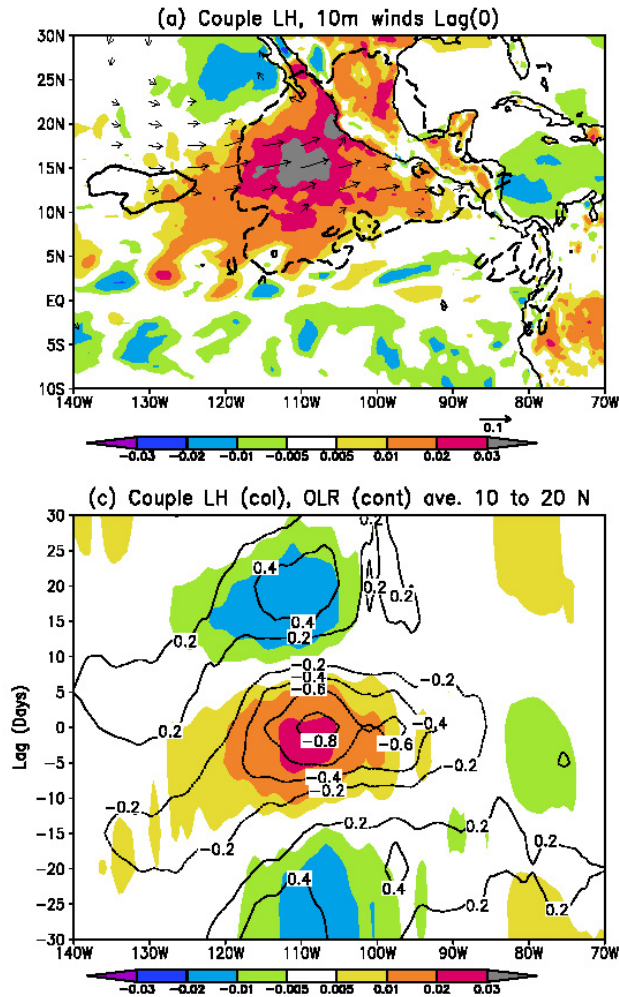 (a) Couple LH, 10m winds Lag(0)
30N
25N
20N
15N
10N
5N
EQ
5S
10S
140W 130W 120W 110W 100W 90W 80W 70W
0.1
-0.03 -0.02 -0.01 -0.005 0.005 0.01 0.02 0.03
(c) Couple LH (col), OLR (cont) ave. 10 to 20 N
Lag (Days)
30
25
20
15
10
5
0
-5
-10
-15
-20
-25
-30
0.2
0.4
0.2
0.2
0.4
0.2
0.2
0.2
-0.2
-0.4
-0.2
-0.6
-0.4
-0.8
-0.6
-0.4
-0.2
-0.2
0.2
0.2
-0.2
0.2
0.2
0.4
0.4
140W 130W 120W 110W 100W 90W 80W 70W
-0.03 -0.02 -0.01 -0.005 0.005 0.01 0.02 0.03